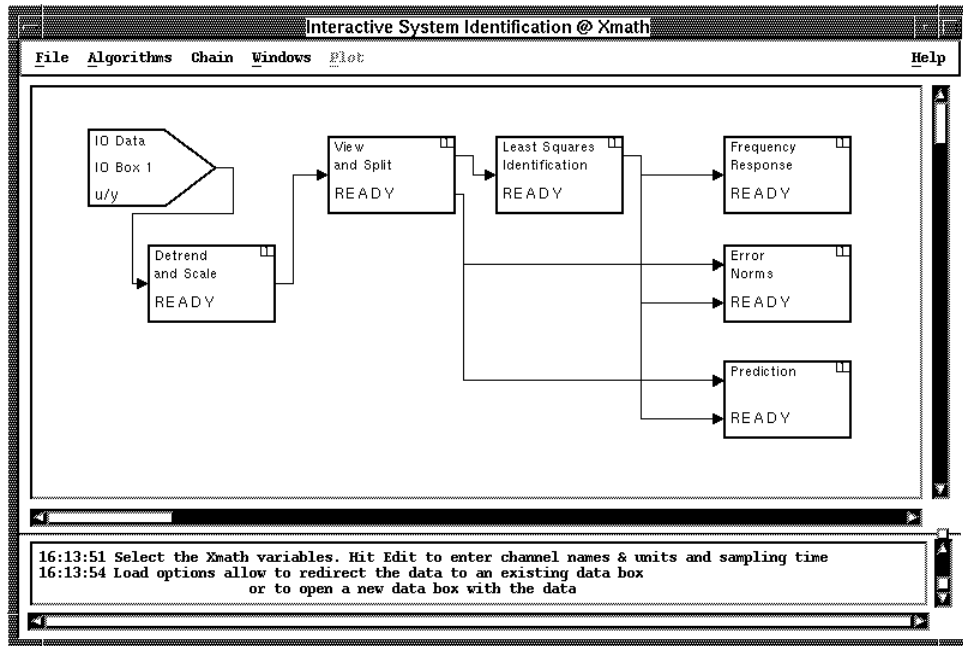 Interactive System Identification @ Xmath
File Algorithms Chain Windows Plot Help
IO Data
IO Box 1
u/y
Detrend
and Scale
READY
View
and Split
READY
Least Squares
Identification
READY
Frequency
Response
READY
Error
Norms
READY
Prediction
READY
16:13:51 Select the Xmath variables. Hit Edit to enter channel names & units and sampling time
16:13:54 Load options allow to redirect the data to an existing data box
or to open a new data box with the data